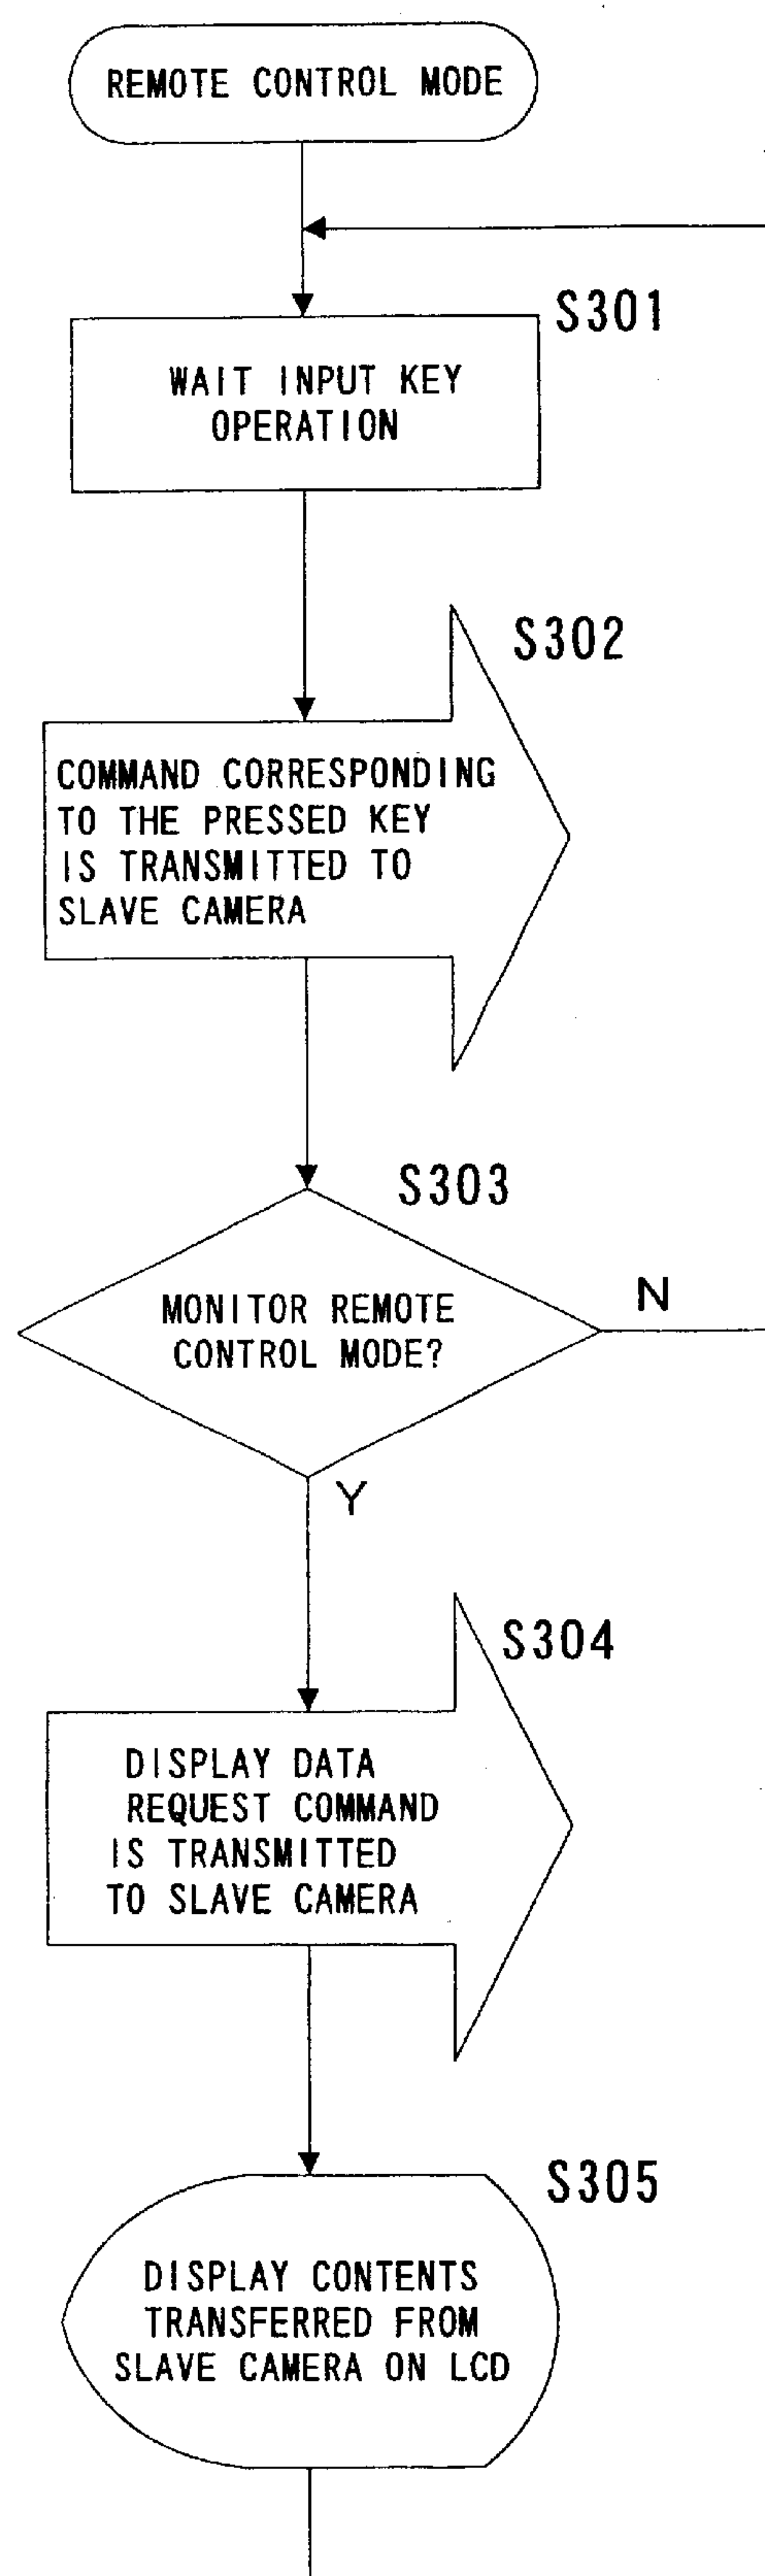 REMOTE CONTROL MODE
S301
WAIT INPUT KEY
OPERATION
S302
COMMAND CORRESPONDING
TO THE PRESSED KEY
IS TRANSMITTED TO
SLAVE CAMERA
S303
MONITOR REMOTE
CONTROL MODE?
N
Y
S304
DISPLAY DATA
REQUEST COMMAND
IS TRANSMITTED
TO SLAVE CAMERA
S305
DISPLAY CONTENTS
TRANSFERRED FROM
SLAVE CAMERA ON LCD